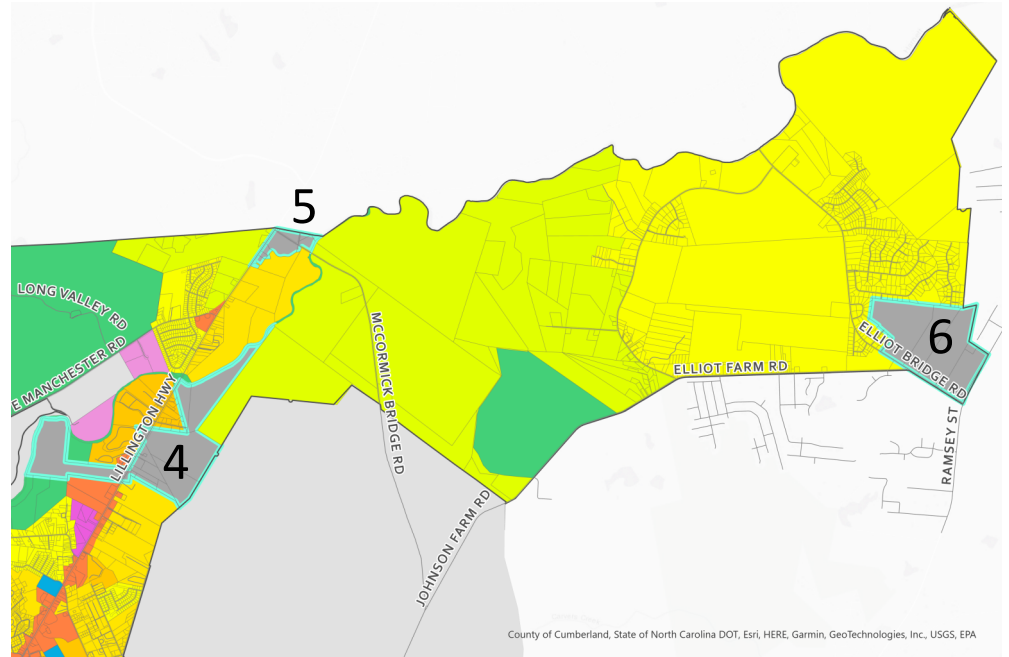 5
LONG VALLEY RD
E MANCHESTER RD
LILLINGTON HWY
MCCORMICK BRIDGE RD
ELLIOT FARM RD
6
ELLIOT BRIDGE RD
RAMSEY ST
4
JOHNSON FARM RD
County of Cumberland, State of North Carolina DOT, Esri, HERE, Garmin, GeoTechnologies, Inc., USGS, EPA